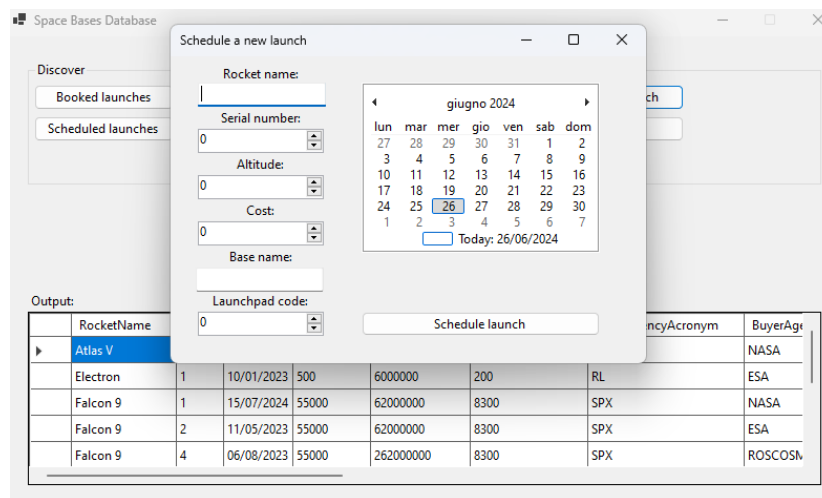 Space Bases Database
Schedule a new launch
Discover
Booked launches
Scheduled launches
ch
Rocket name:
Serial number:
0
Altitude:
0
Cost:
0
Base name:
Launchpad code:
0
giugno 2024
lun mar mer gio ven sab dom
27 28 29 30 31 1 2
3 4 5 6 7 8 9
10 11 12 13 14 15 16
17 18 19 20 21 22 23
24 25 26 27 28 29 30
1 2 3 4 5 6 7
Today: 26/06/2024
Schedule launch
Output:
RocketName ncyAcronym BuyerAge
Atlas V NASA
Electron 1 10/01/2023 500 6000000 200 RL ESA
Falcon 9 1 15/07/2024 55000 62000000 8300 SPX NASA
Falcon 9 2 11/05/2023 55000 62000000 8300 SPX ESA
Falcon 9 4 06/08/2023 55000 262000000 8300 SPX ROSCOSM